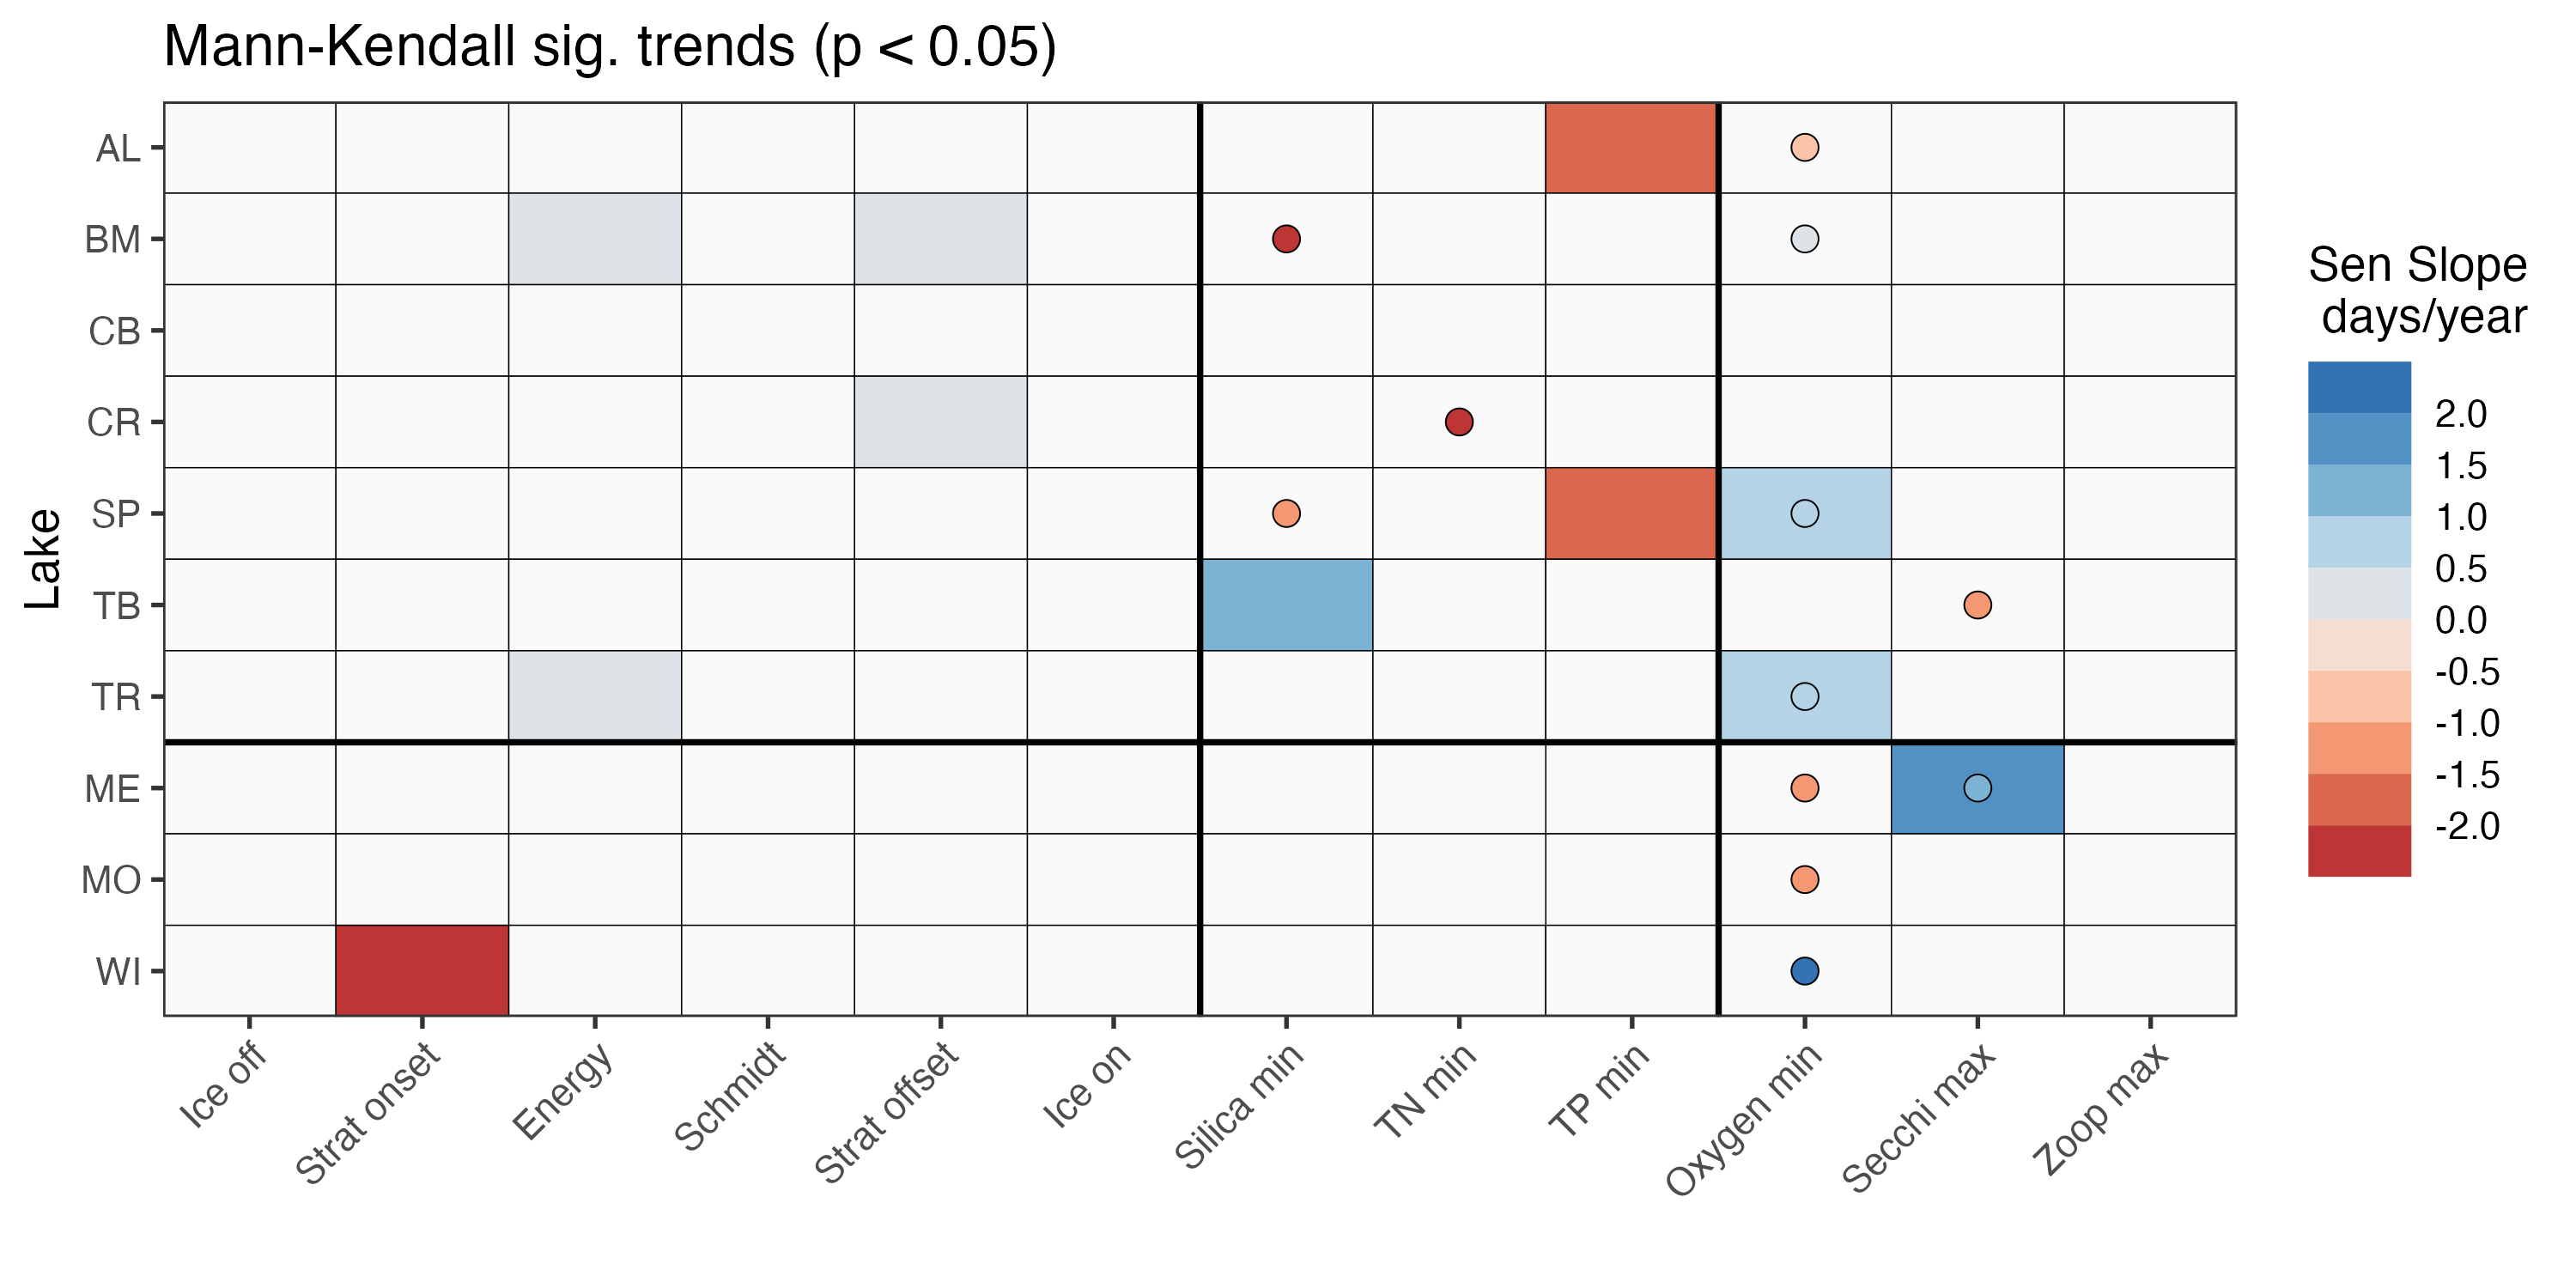 Mann-Kendall sig. trends (p < 0.05)
Lake
AL
BM
CB
CR
SP
TB
TR
ME
MO
WI
Ice off
Strat onset
Energy
Schmidt
Strat offset
Ice on
Silica min
TN min
TP min
Oxygen min
Secchi max
Zoop max
Sen Slope
days/year
2.0
1.5
1.0
0.5
0.0
-0.5
-1.0
-1.5
-2.0